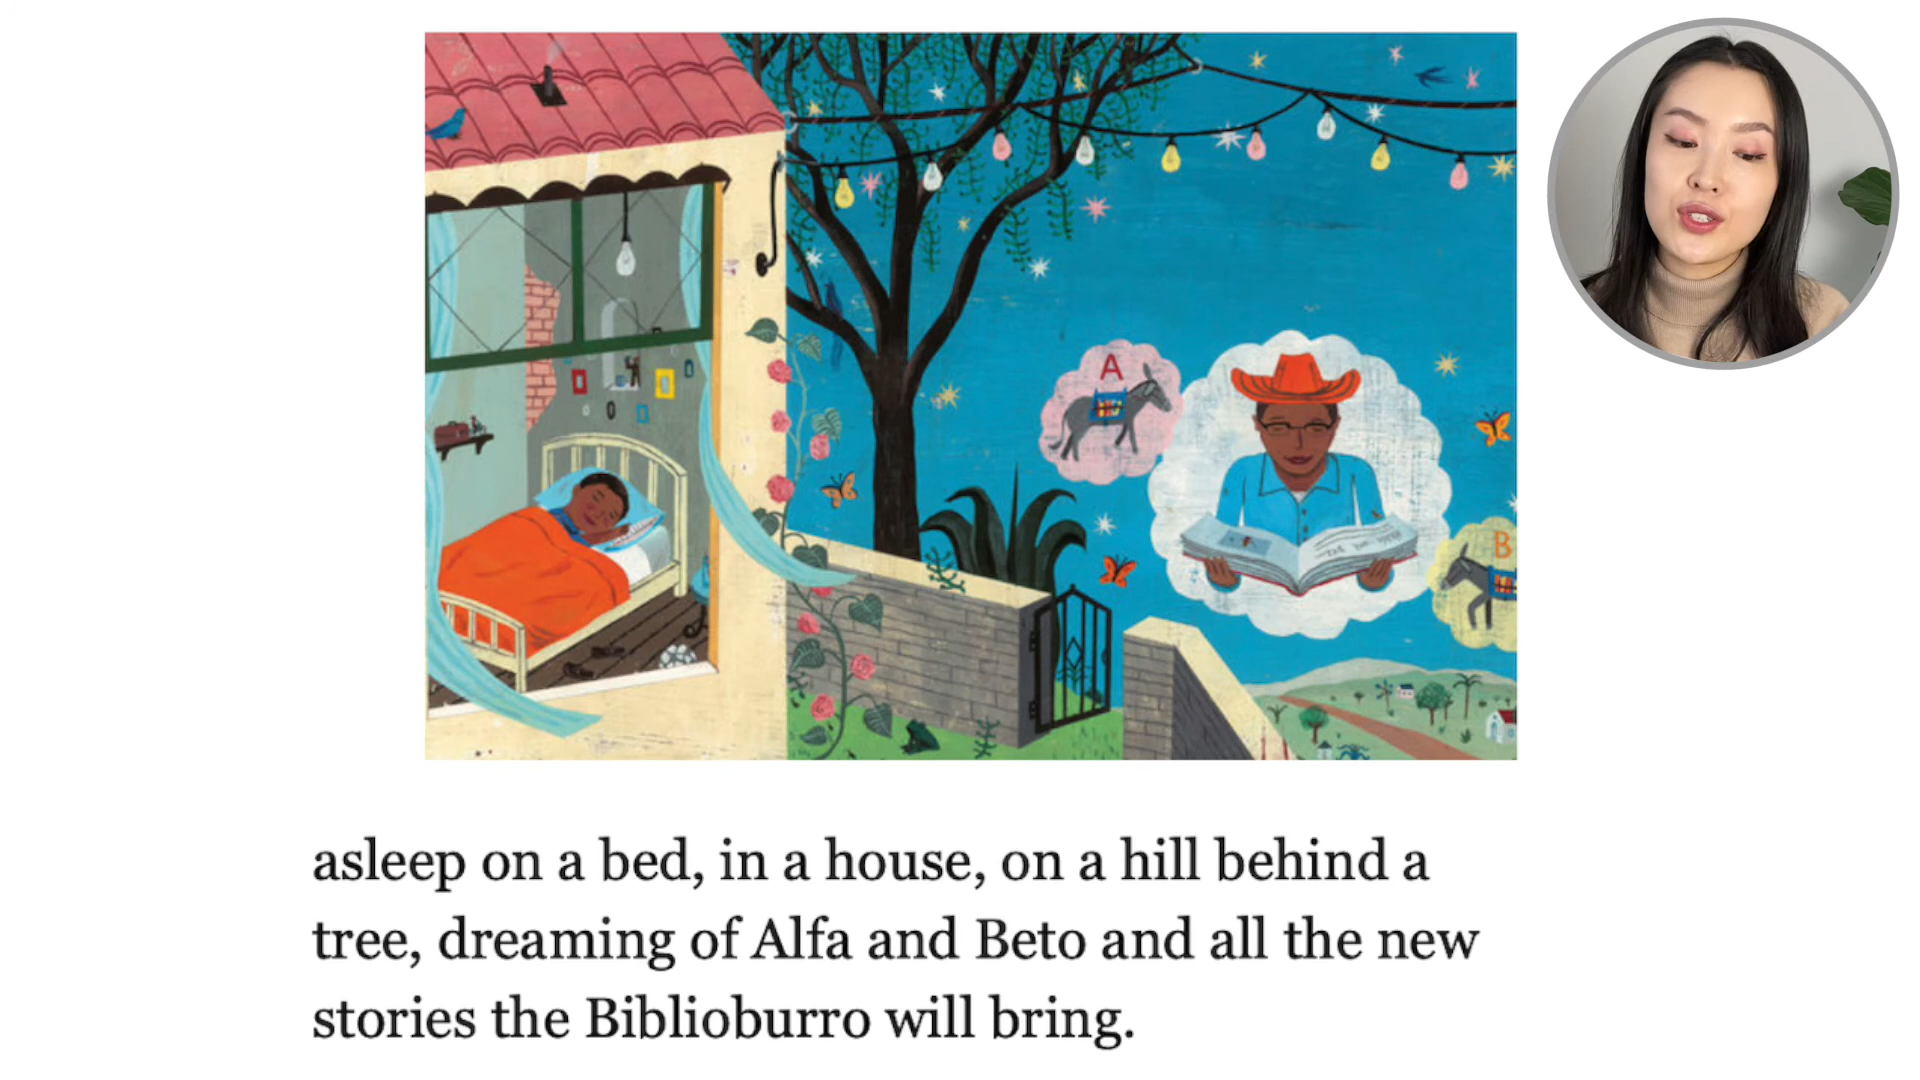 A
B
asleep on a bed, in a house, on a hill behind a
tree, dreaming of Alfa and Beto and all the new
stories the Biblioburro will bring.